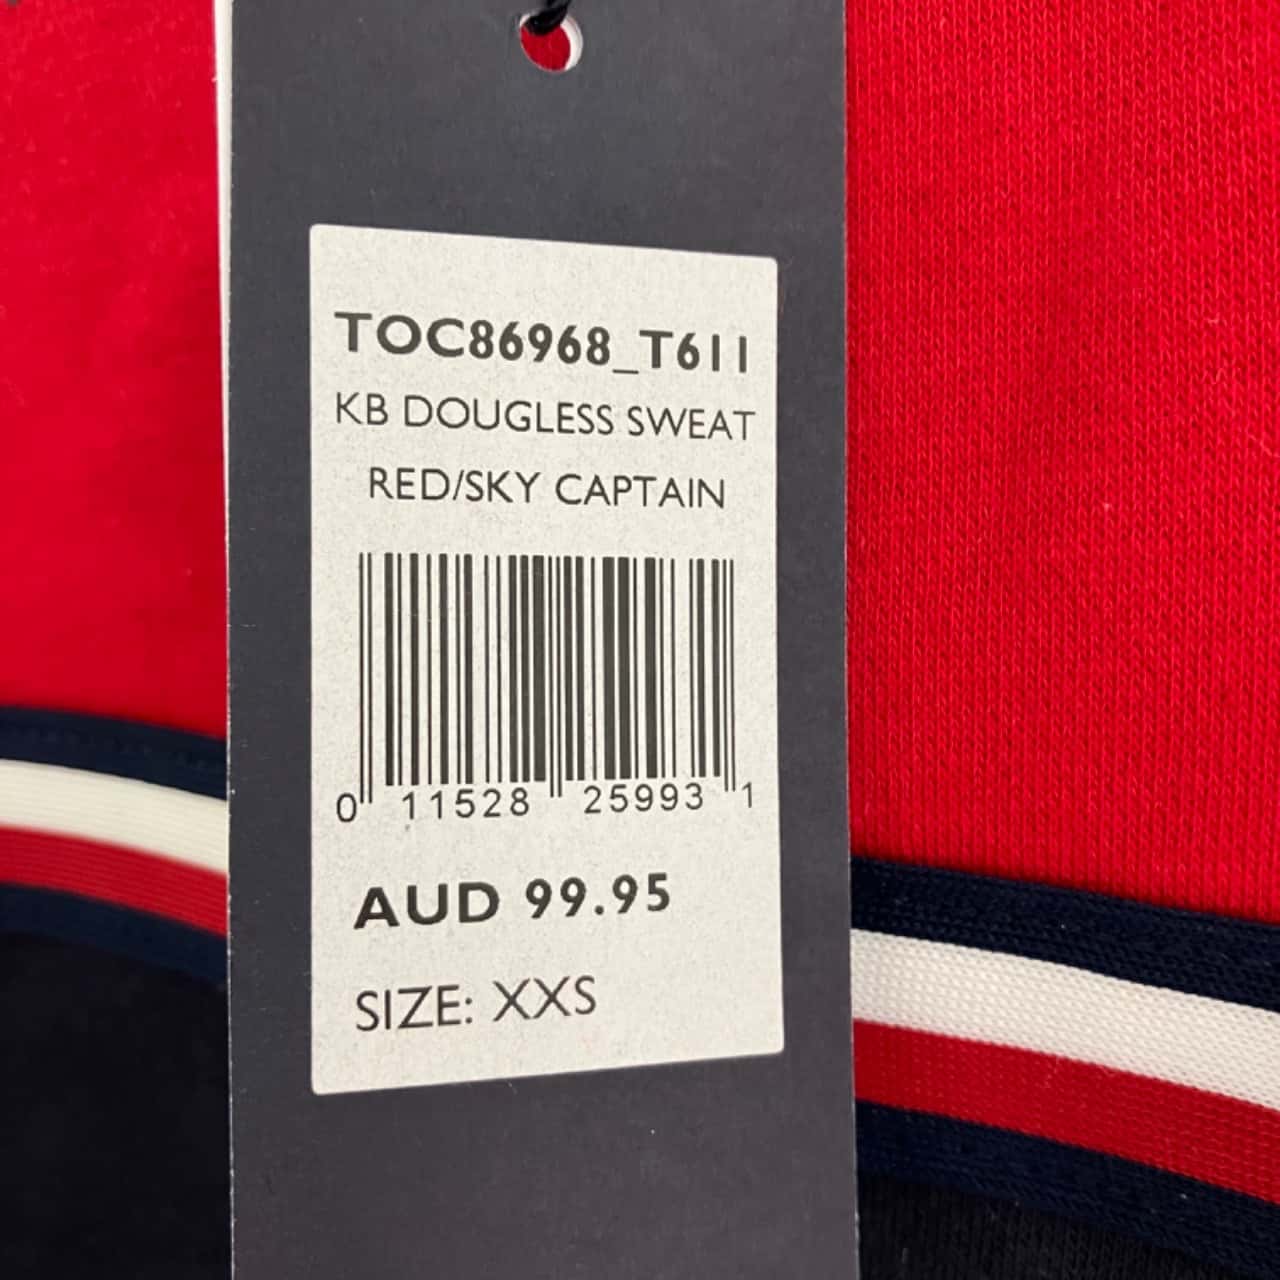 TOC86968_T611
KB DOUGLESS SWEAT
RED/SKY CAPTAIN
0 11528 25993 1
AUD 99.95
SIZE: XXS